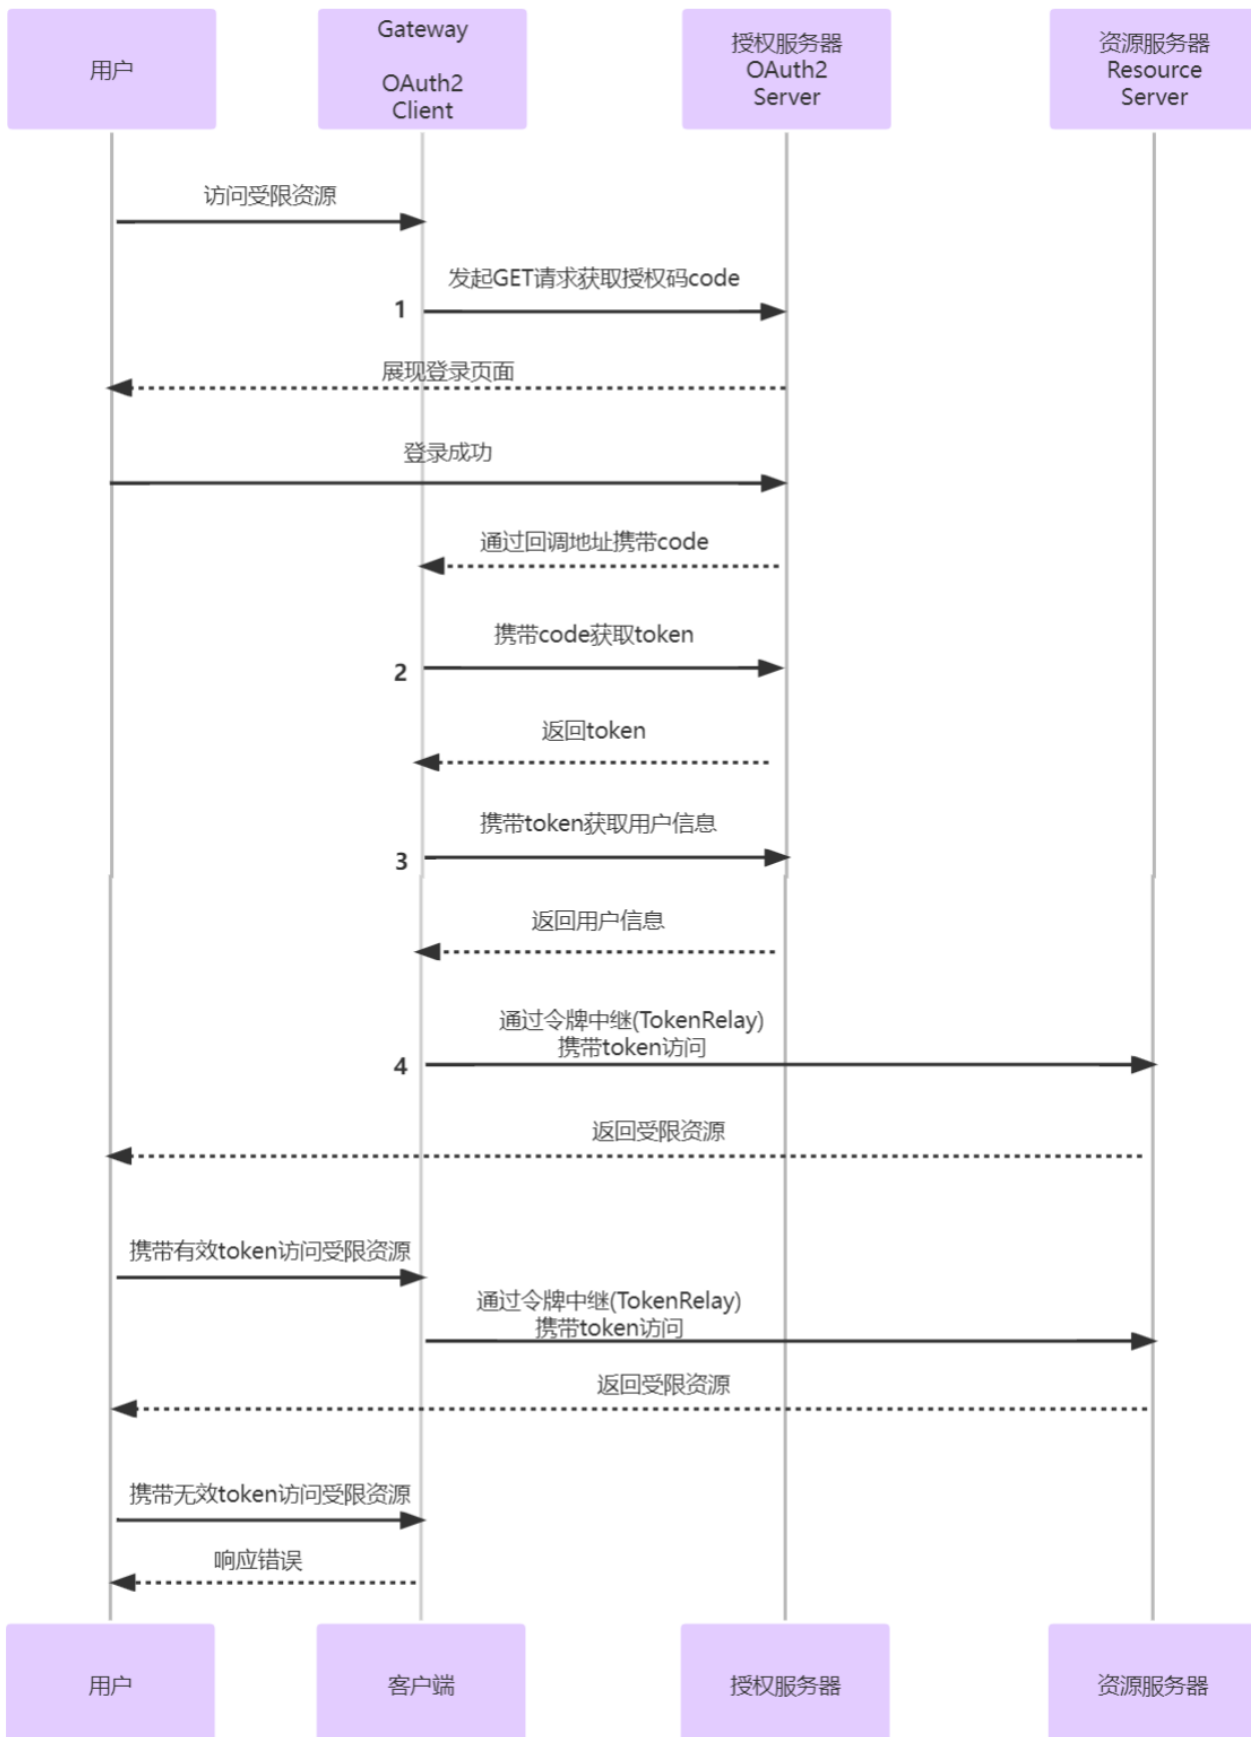 用户
Gateway
OAuth2
Client
授权服务器
OAuth2
Server
资源服务器
Resource
Server
访问受限资源
发起GET请求获取授权码code
1
展现登录页面
登录成功
通过回调地址携带code
携带code获取token
2
返回token
携带token获取用户信息
3
返回用户信息
通过令牌中继(TokenRelay)
携带token访问
4
返回受限资源
携带有效token访问受限资源
通过令牌中继(TokenRelay)
携带token访问
返回受限资源
携带无效token访问受限资源
响应错误
用户
客户端
授权服务器
资源服务器